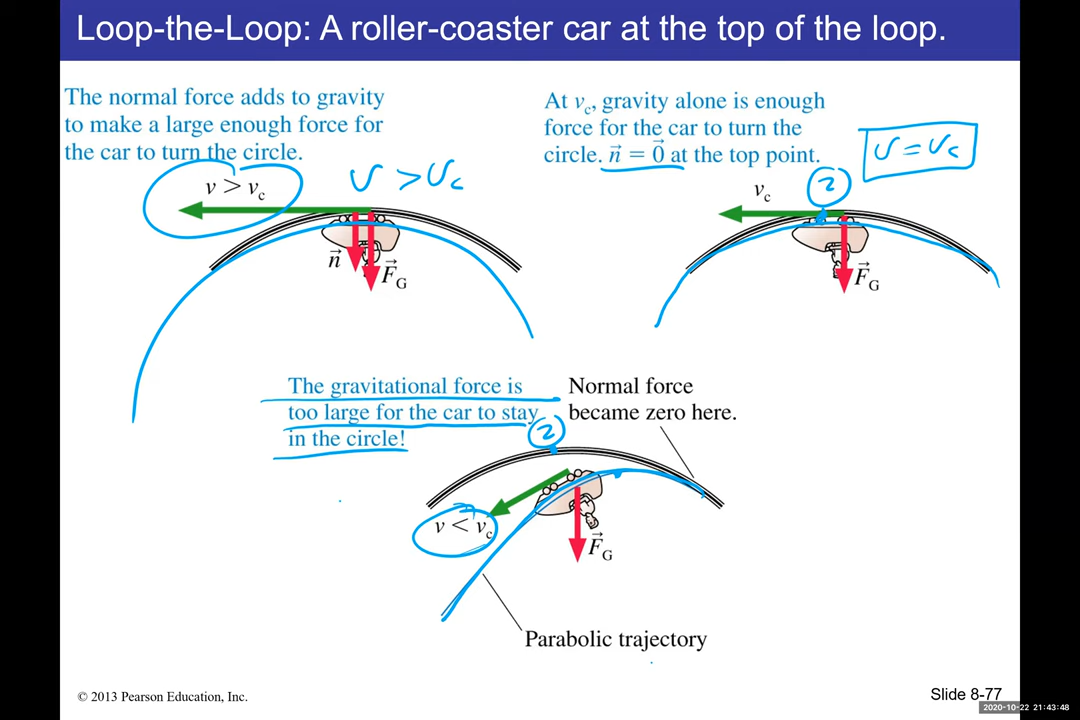 Loop-the-Loop: A roller-coaster car at the top of the loop.
The normal force adds to gravity
to make a large enough force for
the car to turn the circle.
v > vc
v > vc
n⃗
F⃗G
At vc, gravity alone is enough
force for the car to turn the
circle. n⃗ = 0⃗ at the top point.
v = vc
vc
2
F⃗G
The gravitational force is
too large for the car to stay
in the circle!
Normal force
became zero here.
2
v < vc
F⃗G
Parabolic trajectory
© 2013 Pearson Education, Inc.
Slide 8-77
2020-10-22 21:43:48